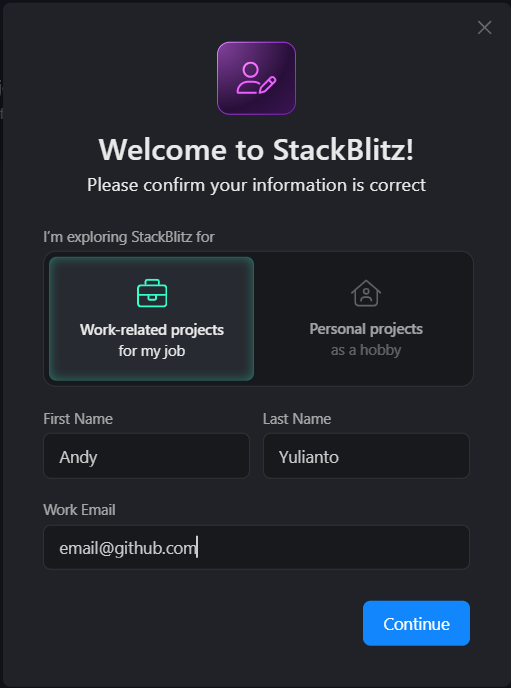 Welcome to StackBlitz!
Please confirm your information is correct
I'm exploring StackBlitz for
Work-related projects
for my job
Personal projects
as a hobby
First Name
Last Name
Andy
Yulianto
Work Email
email@github.com
Continue